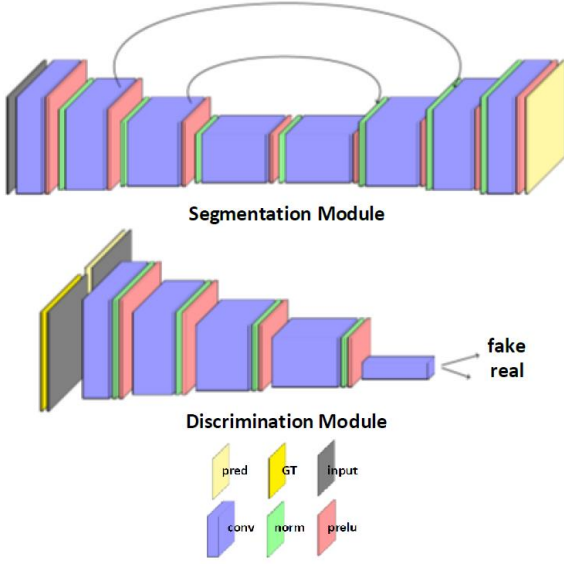 Segmentation Module
fake
real
Discrimination Module
pred GT input
conv norm prelu